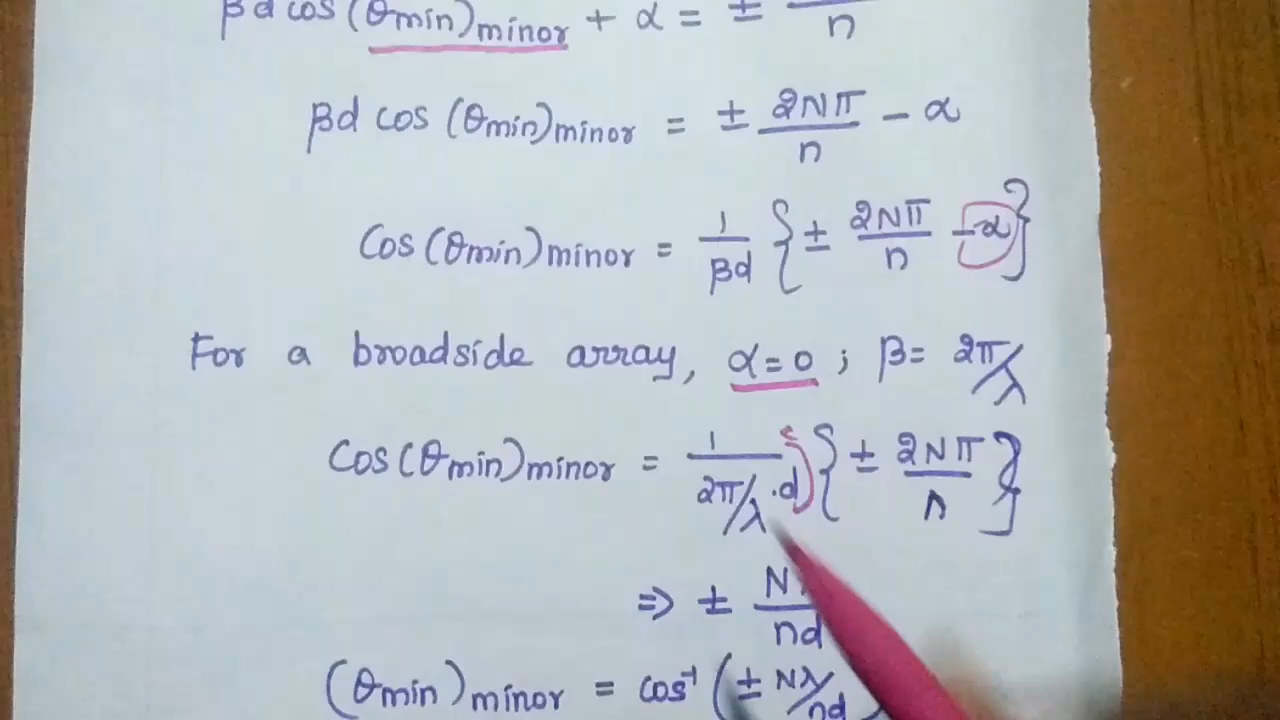 βd cos (θmin)minor + α = ± / n
βd cos (θmin)minor = ± 2Nπ/n − α
Cos (θmin)minor = 1/βd { ± 2Nπ/n − α }
For a broadside array, α = 0 ; β = 2π/λ
Cos (θmin)minor = 1/(2π/λ · d) { ± 2Nπ/n }
⇒ ± N/nd
(θmin)minor = cos⁻¹ (± Nλ/nd